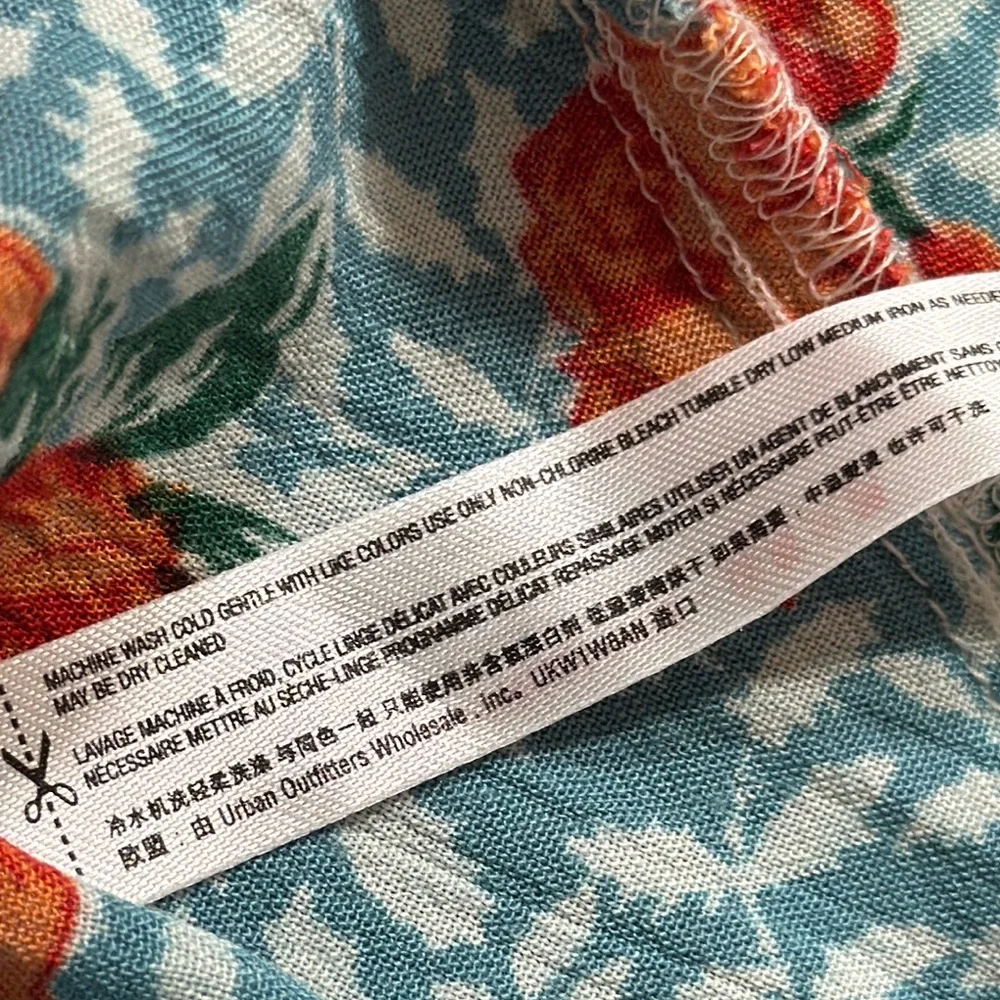 MACHINE WASH COLD GENTLE WITH LIKE COLORS USE ONLY NON-CHLORINE BLEACH TUMBLE DRY LOW MEDIUM IRON AS NEEDED
MAY BE DRY CLEANED
LAVAGE MACHINE À FROID, CYCLE LINGE DÉLICAT AVEC COULEURS SIMILAIRES UTILISER UN AGENT DE BLANCHIMENT SANS
NÉCESSAIRE METTRE AU SÈCHE-LINGE PROGRAMME DÉLICAT REPASSAGE MOYEN SI NÉCESSAIRE PEUT-ÊTRE ÊTRE NETTOY
冷水机洗轻柔洗涤 与同色一起 只能使用非含氯漂白剂 低温滚筒烘干 如果需要，中温熨烫 也许可干洗
欧盟：由 Urban Outfitters Wholesale , Inc。 UKW1W8AN 进口